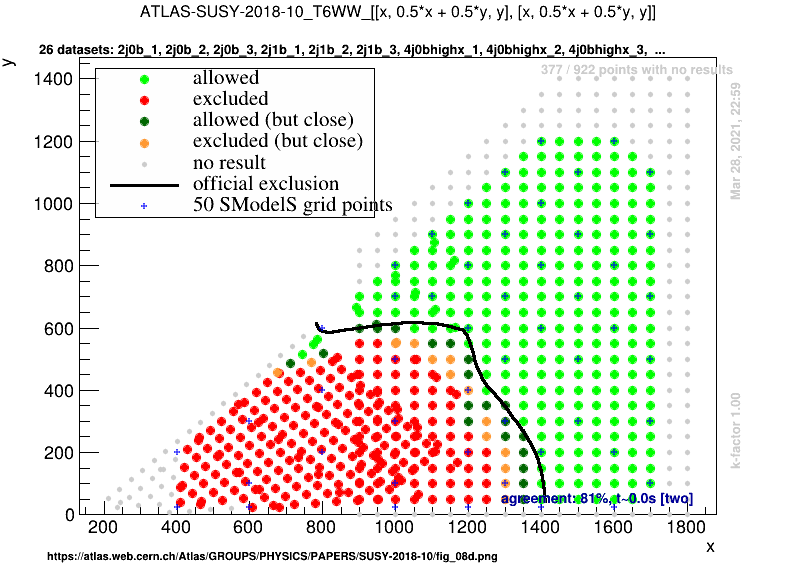 ATLAS-SUSY-2018-10_T6WW_[[x, 0.5*x + 0.5*y, y], [x, 0.5*x + 0.5*y, y]]
26 datasets: 2j0b_1, 2j0b_2, 2j0b_3, 2j1b_1, 2j1b_2, 2j1b_3, 4j0bhighx_1, 4j0bhighx_2, 4j0bhighx_3, ...
y
377 / 922 points with no results
allowed
excluded
allowed (but close)
excluded (but close)
no result
official exclusion
50 SModelS grid points
1400
1200
1000
800
600
400
200
0
Mar 28, 2021, 22:59
k-factor 1.00
agreement: 81%, t~0.0s [two]
200 400 600 800 1000 1200 1400 1600 1800
x
https://atlas.web.cern.ch/Atlas/GROUPS/PHYSICS/PAPERS/SUSY-2018-10/fig_08d.png